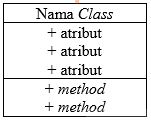 Nama Class
+ atribut
+ atribut
+ atribut
+ method
+ method